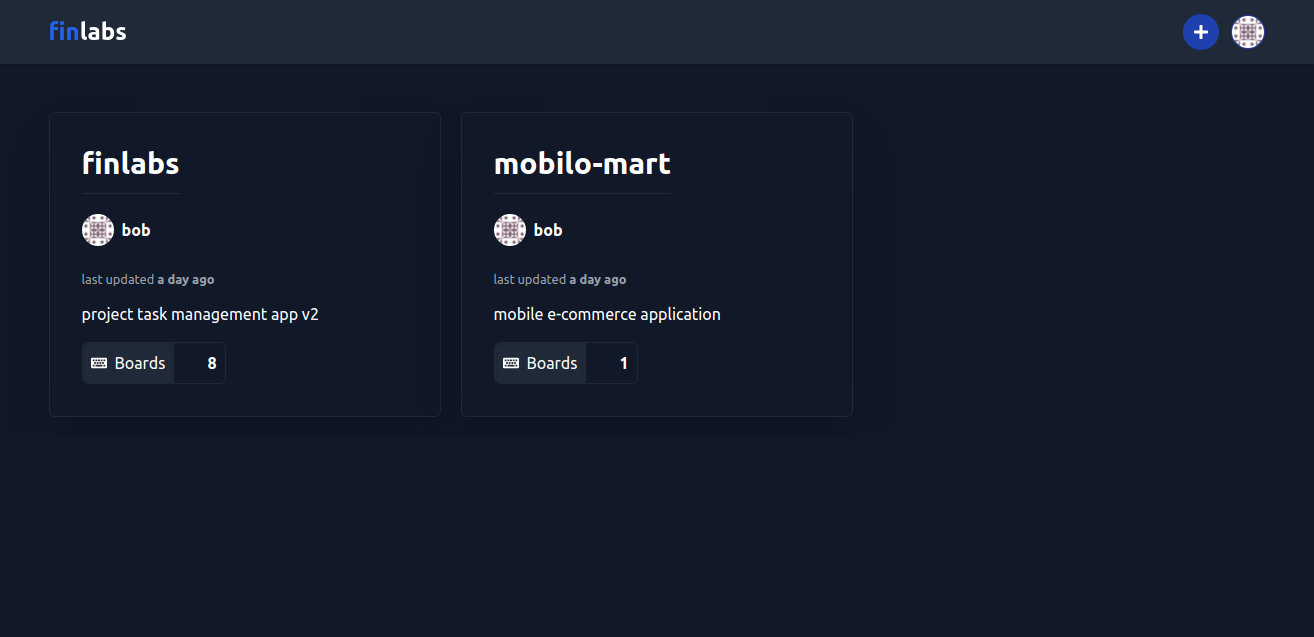 finlabs
finlabs
bob
last updated a day ago
project task management app v2
Boards 8
mobilo-mart
bob
last updated a day ago
mobile e-commerce application
Boards 1